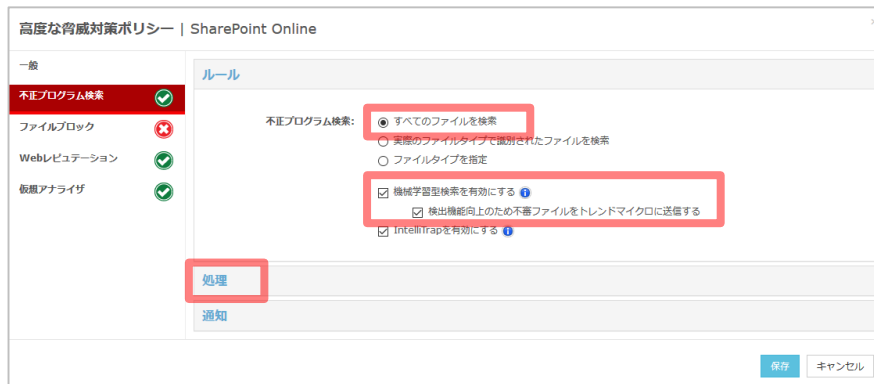 高度な脅威対策ポリシー | SharePoint Online
一般
不正プログラム検索
ファイルブロック
Webレピュテーション
仮想アナライザ
ルール
不正プログラム検索: すべてのファイルを検索
実際のファイルタイプで識別されたファイルを検索
ファイルタイプを指定
機械学習型検索を有効にする
検出機能向上のため不審ファイルをトレンドマイクロに送信する
IntelliTrapを有効にする
処理
通知
保存 キャンセル